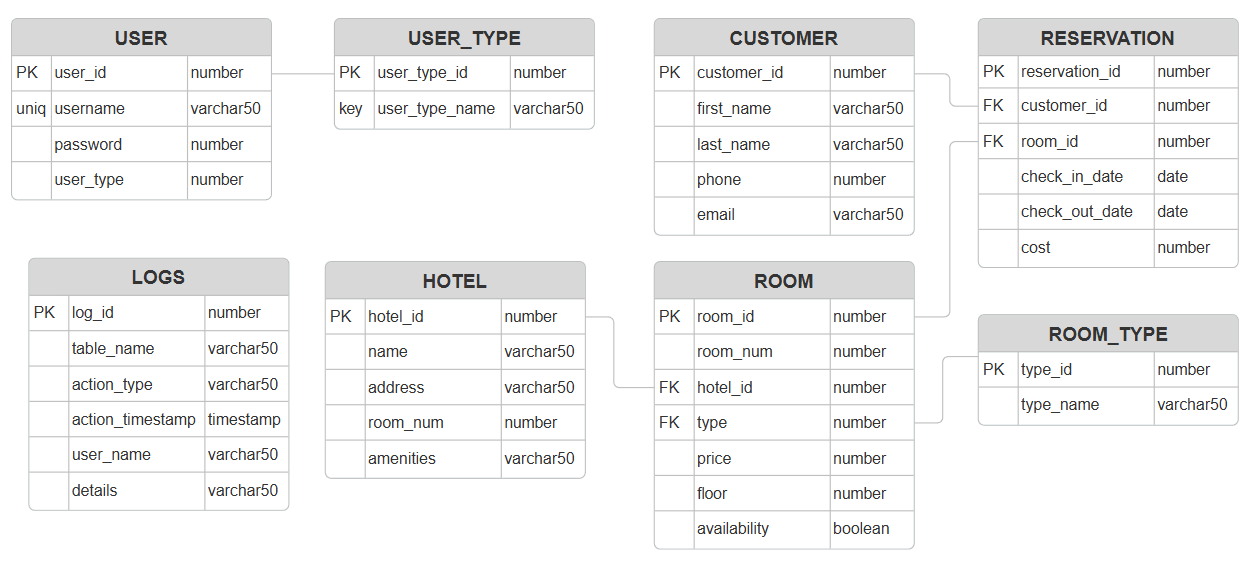 USER
PK user_id number
uniq username varchar50
password number
user_type number
USER_TYPE
PK user_type_id number
key user_type_name varchar50
CUSTOMER
PK customer_id number
first_name varchar50
last_name varchar50
phone number
email varchar50
RESERVATION
PK reservation_id number
FK customer_id number
FK room_id number
check_in_date date
check_out_date date
cost number
LOGS
PK log_id number
table_name varchar50
action_type varchar50
action_timestamp timestamp
user_name varchar50
details varchar50
HOTEL
PK hotel_id number
name varchar50
address varchar50
room_num number
amenities varchar50
ROOM
PK room_id number
room_num number
FK hotel_id number
FK type number
price number
floor number
availability boolean
ROOM_TYPE
PK type_id number
type_name varchar50